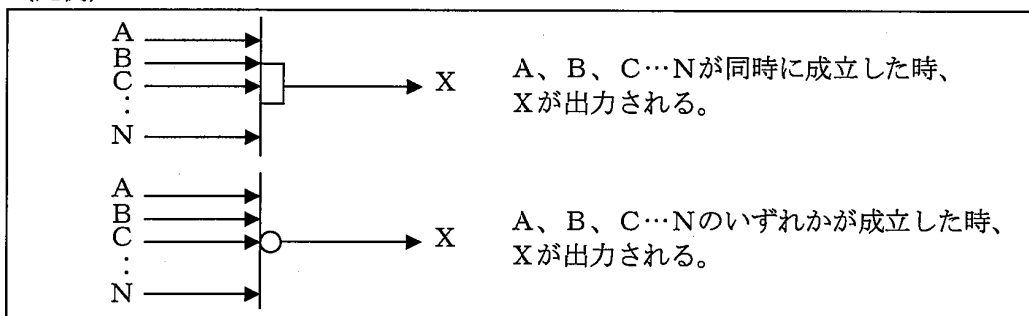 A
B
C
⋮
N
X
A、B、C…Nが同時に成立した時、
Xが出力される。
A
B
C
⋮
N
X
A、B、C…Nのいずれかが成立した時、
Xが出力される。